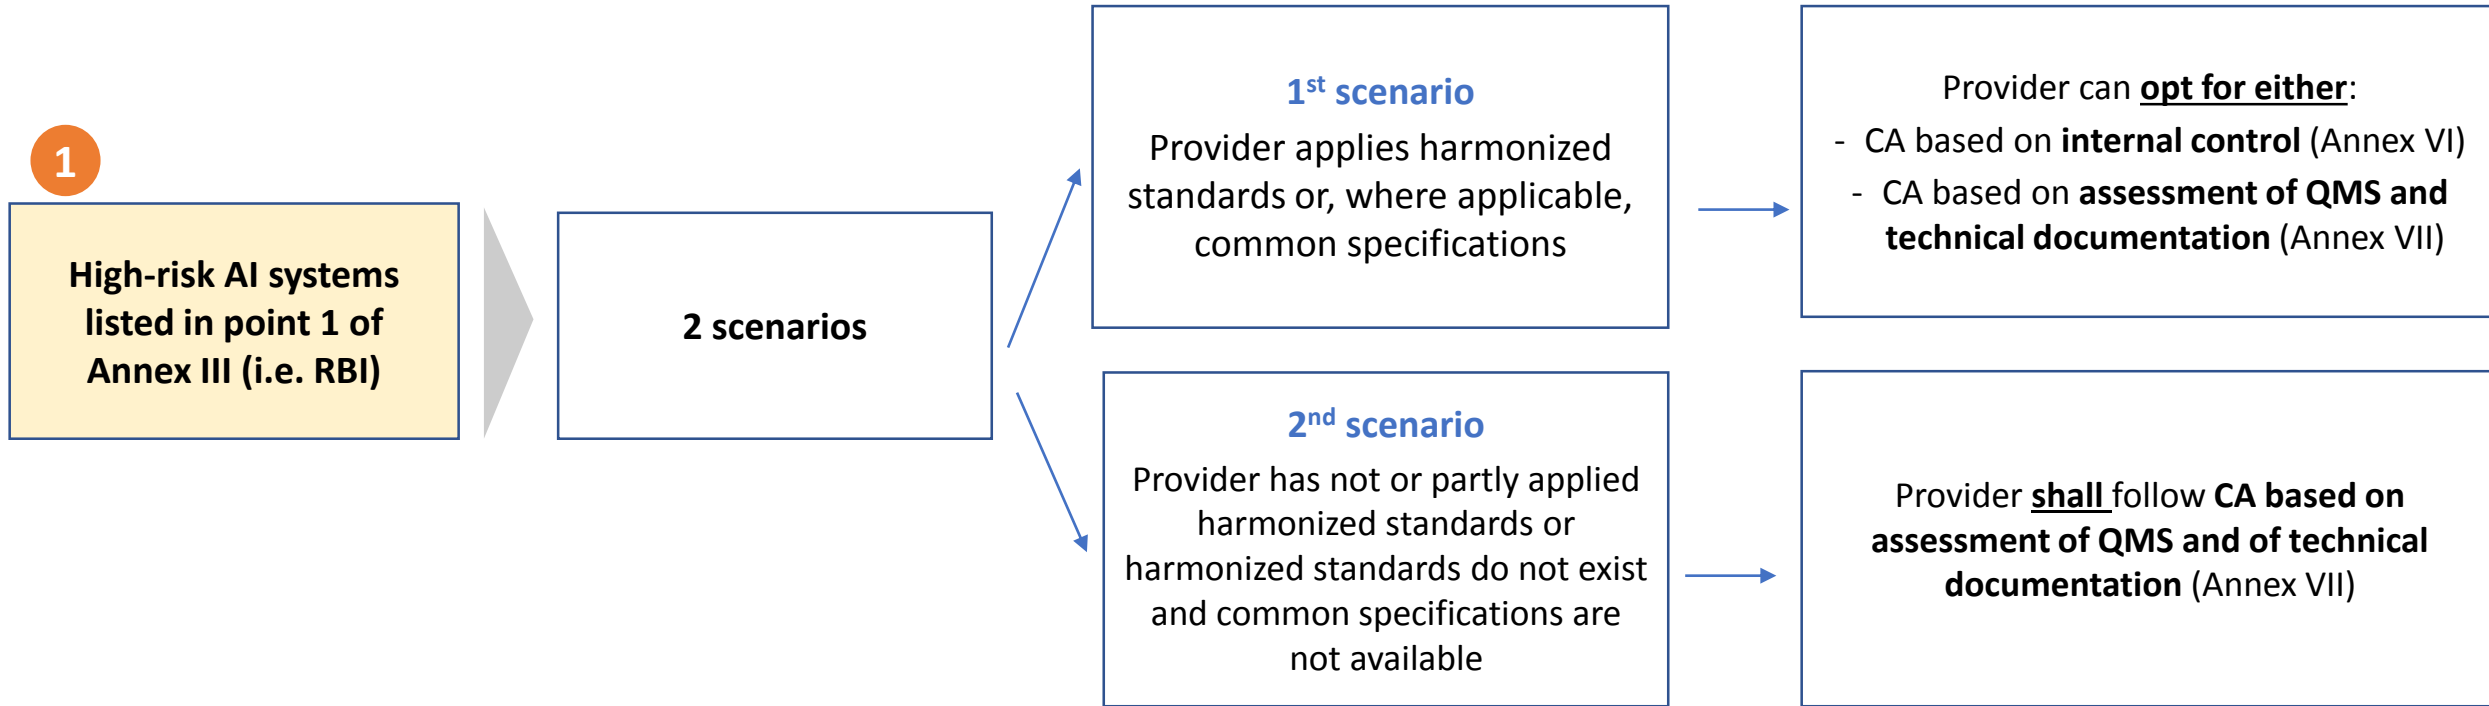 1
High-risk AI systems
listed in point 1 of
Annex III (i.e. RBI)
2 scenarios
1st scenario
Provider applies harmonized
standards or, where applicable,
common specifications
Provider can opt for either:
- CA based on internal control (Annex VI)
- CA based on assessment of QMS and
technical documentation (Annex VII)
2nd scenario
Provider has not or partly applied
harmonized standards or
harmonized standards do not exist
and common specifications are
not available
Provider shall follow CA based on
assessment of QMS and of technical
documentation (Annex VII)